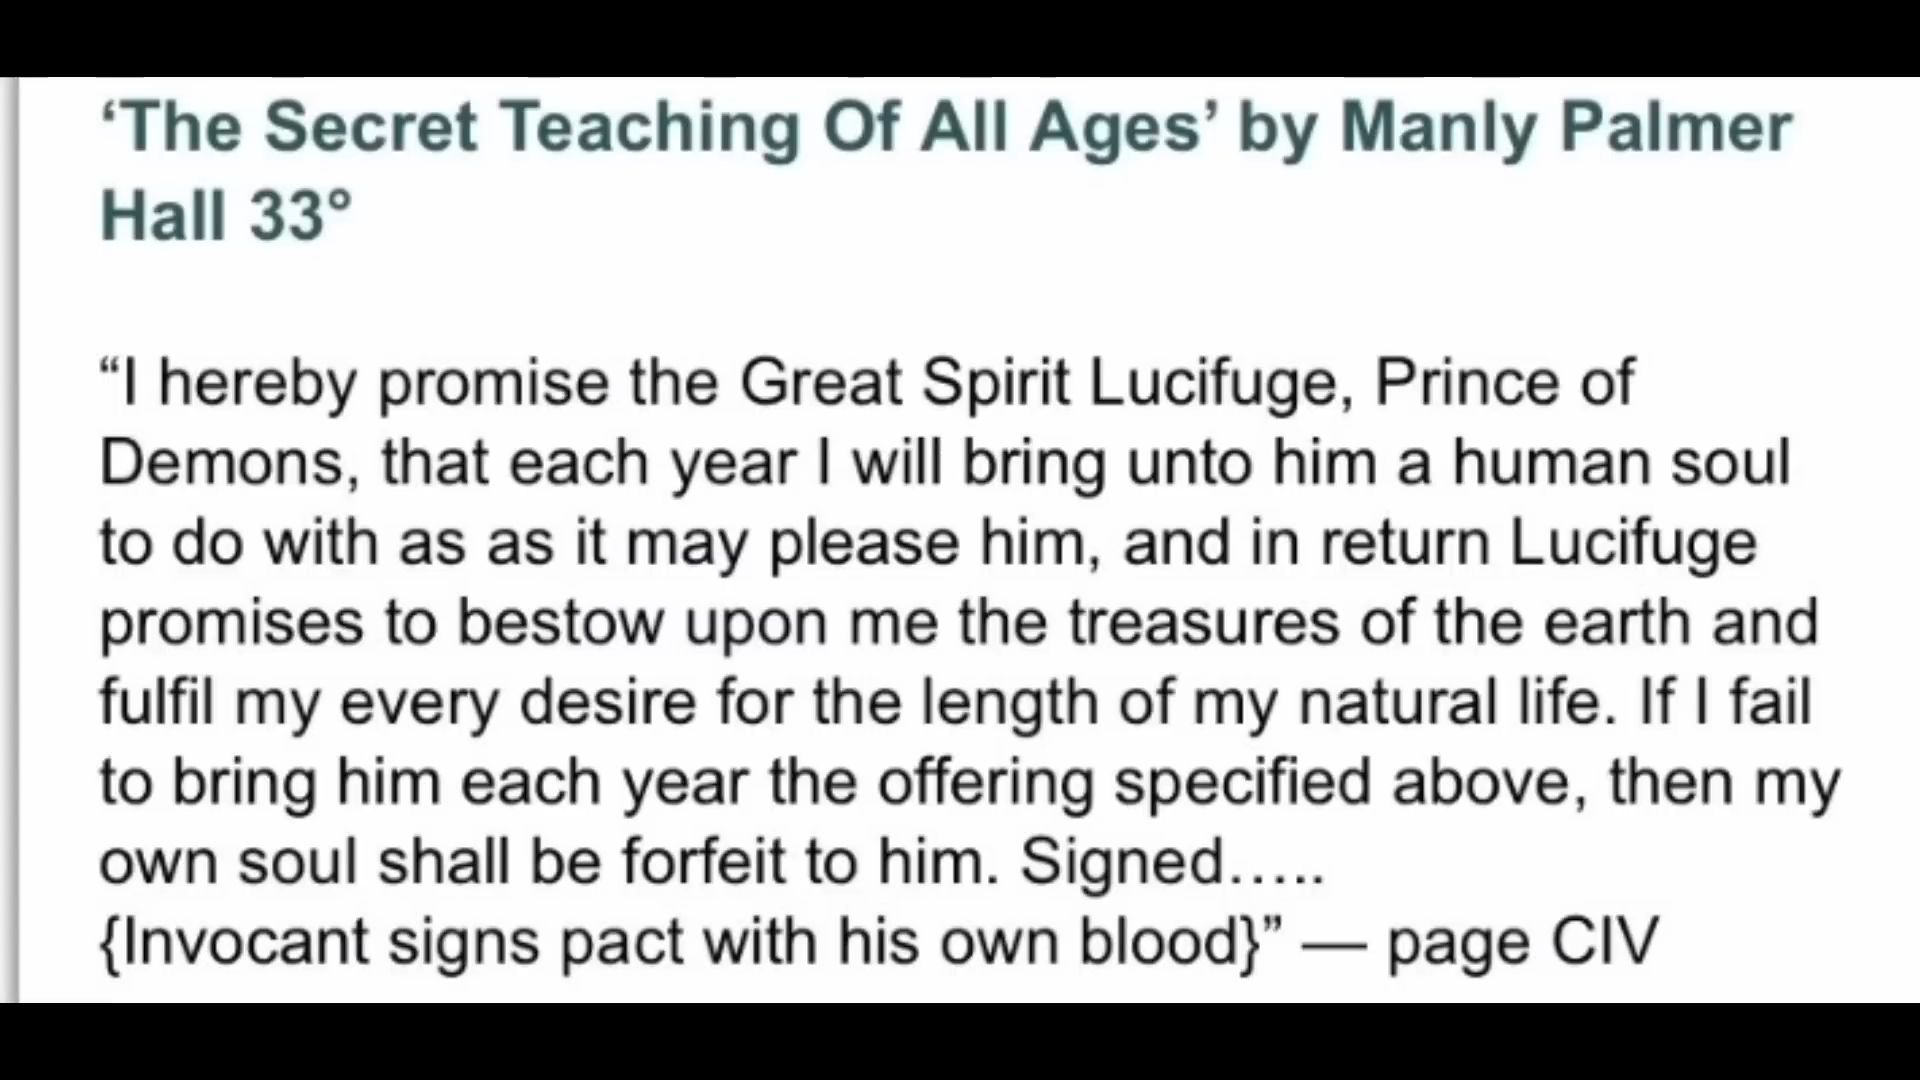 ‘The Secret Teaching Of All Ages’ by Manly Palmer
Hall 33°
“I hereby promise the Great Spirit Lucifuge, Prince of
Demons, that each year I will bring unto him a human soul
to do with as as it may please him, and in return Lucifuge
promises to bestow upon me the treasures of the earth and
fulfil my every desire for the length of my natural life. If I fail
to bring him each year the offering specified above, then my
own soul shall be forfeit to him. Signed…..
{Invocant signs pact with his own blood}” — page CIV